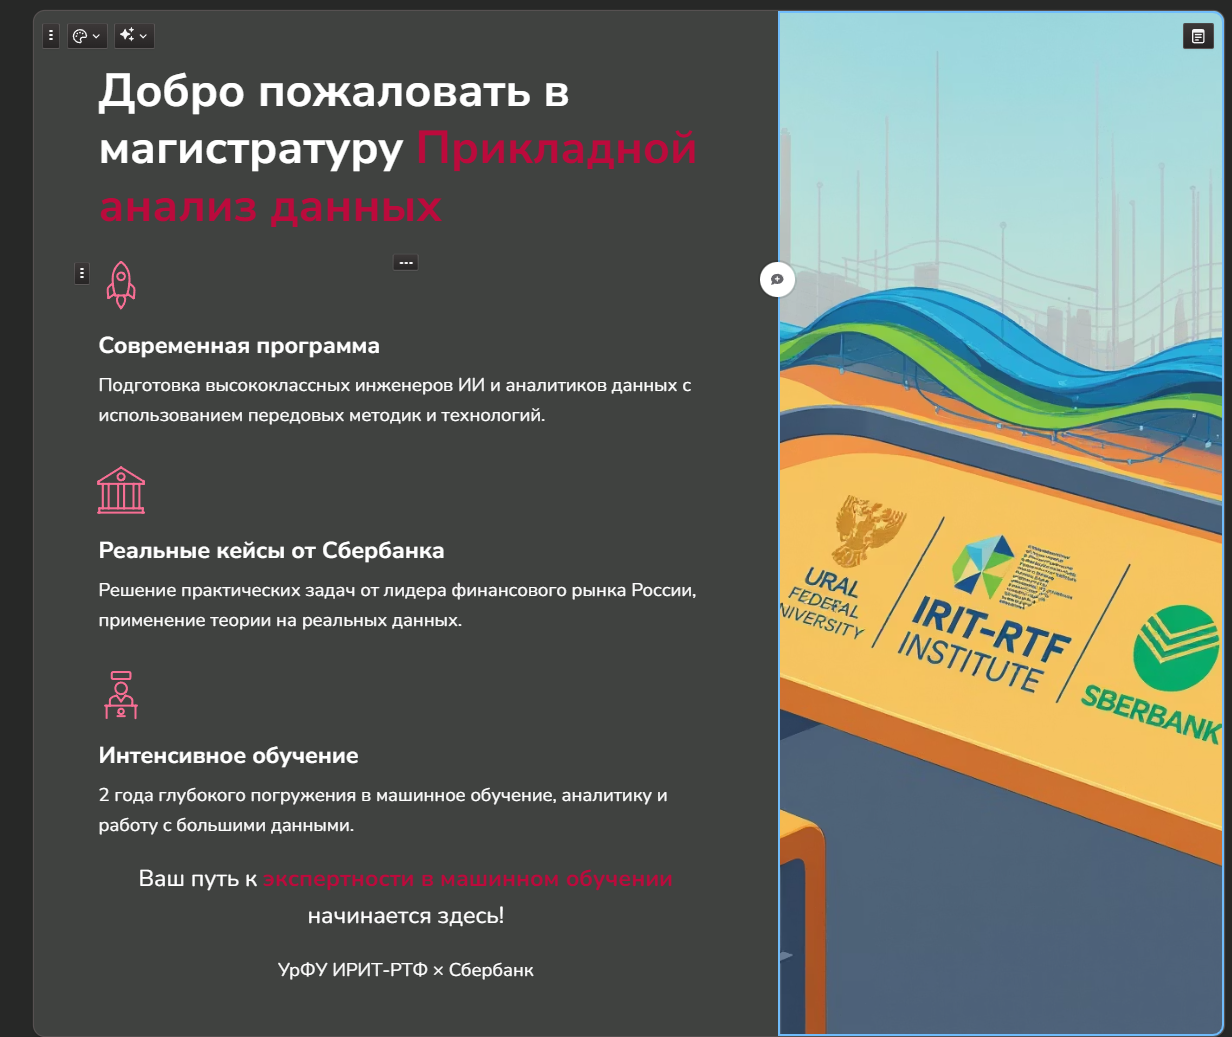 Добро пожаловать в
магистратуру Прикладной
анализ данных
Современная программа
Подготовка высококлассных инженеров ИИ и аналитиков данных с
использованием передовых методик и технологий.
Реальные кейсы от Сбербанка
Решение практических задач от лидера финансового рынка России,
применение теории на реальных данных.
Интенсивное обучение
2 года глубокого погружения в машинное обучение, аналитику и
работу с большими данными.
Ваш путь к экспертности в машинном обучении
начинается здесь!
УрФУ ИРИТ-РТФ × Сбербанк
URAL
FEDEFAL
NIVERSITY
IRIT-RTF
INSTITUTE
SBERBANK